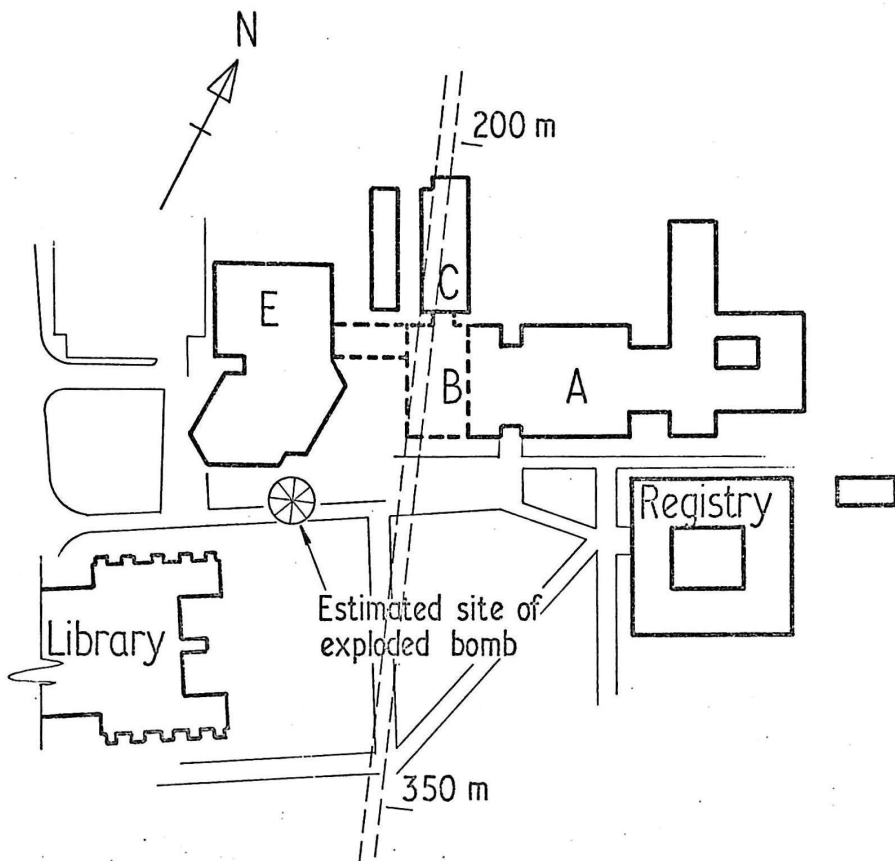 N
200 m
C
E
B
A
Registry
Estimated site of
exploded bomb
Library
350 m